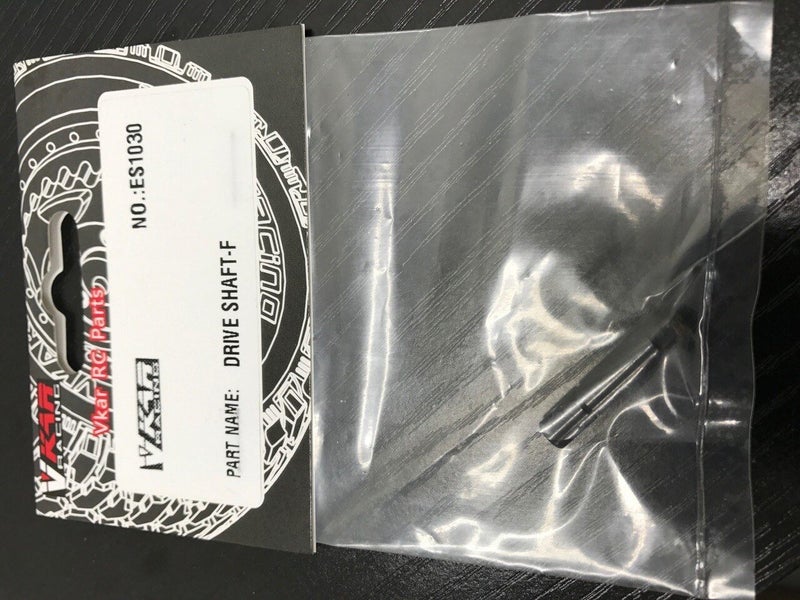 VKAR
RACING
Vkar RC Parts
VKAR
RACING
NO.:ES1030
PART NAME: DRIVE SHAFT-F